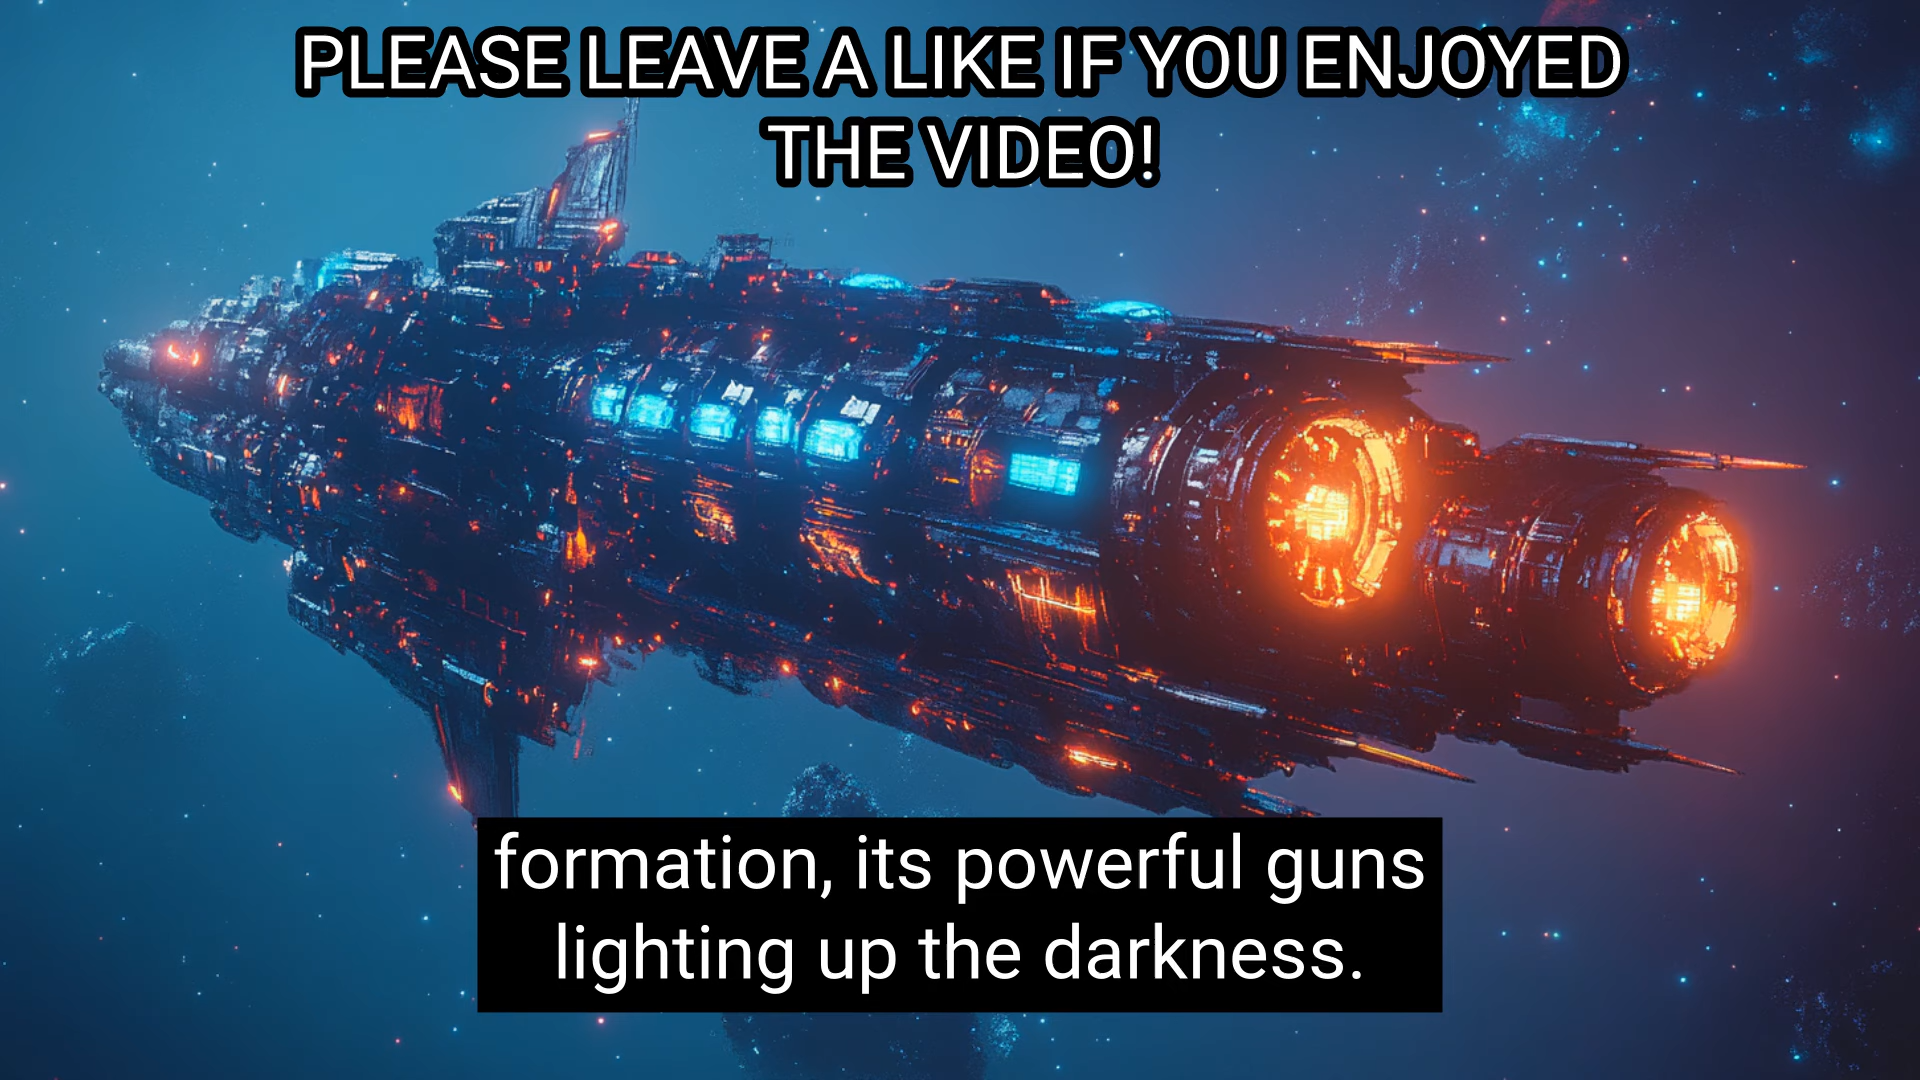 PLEASE LEAVE A LIKE IF YOU ENJOYED
THE VIDEO!
formation, its powerful guns
lighting up the darkness.